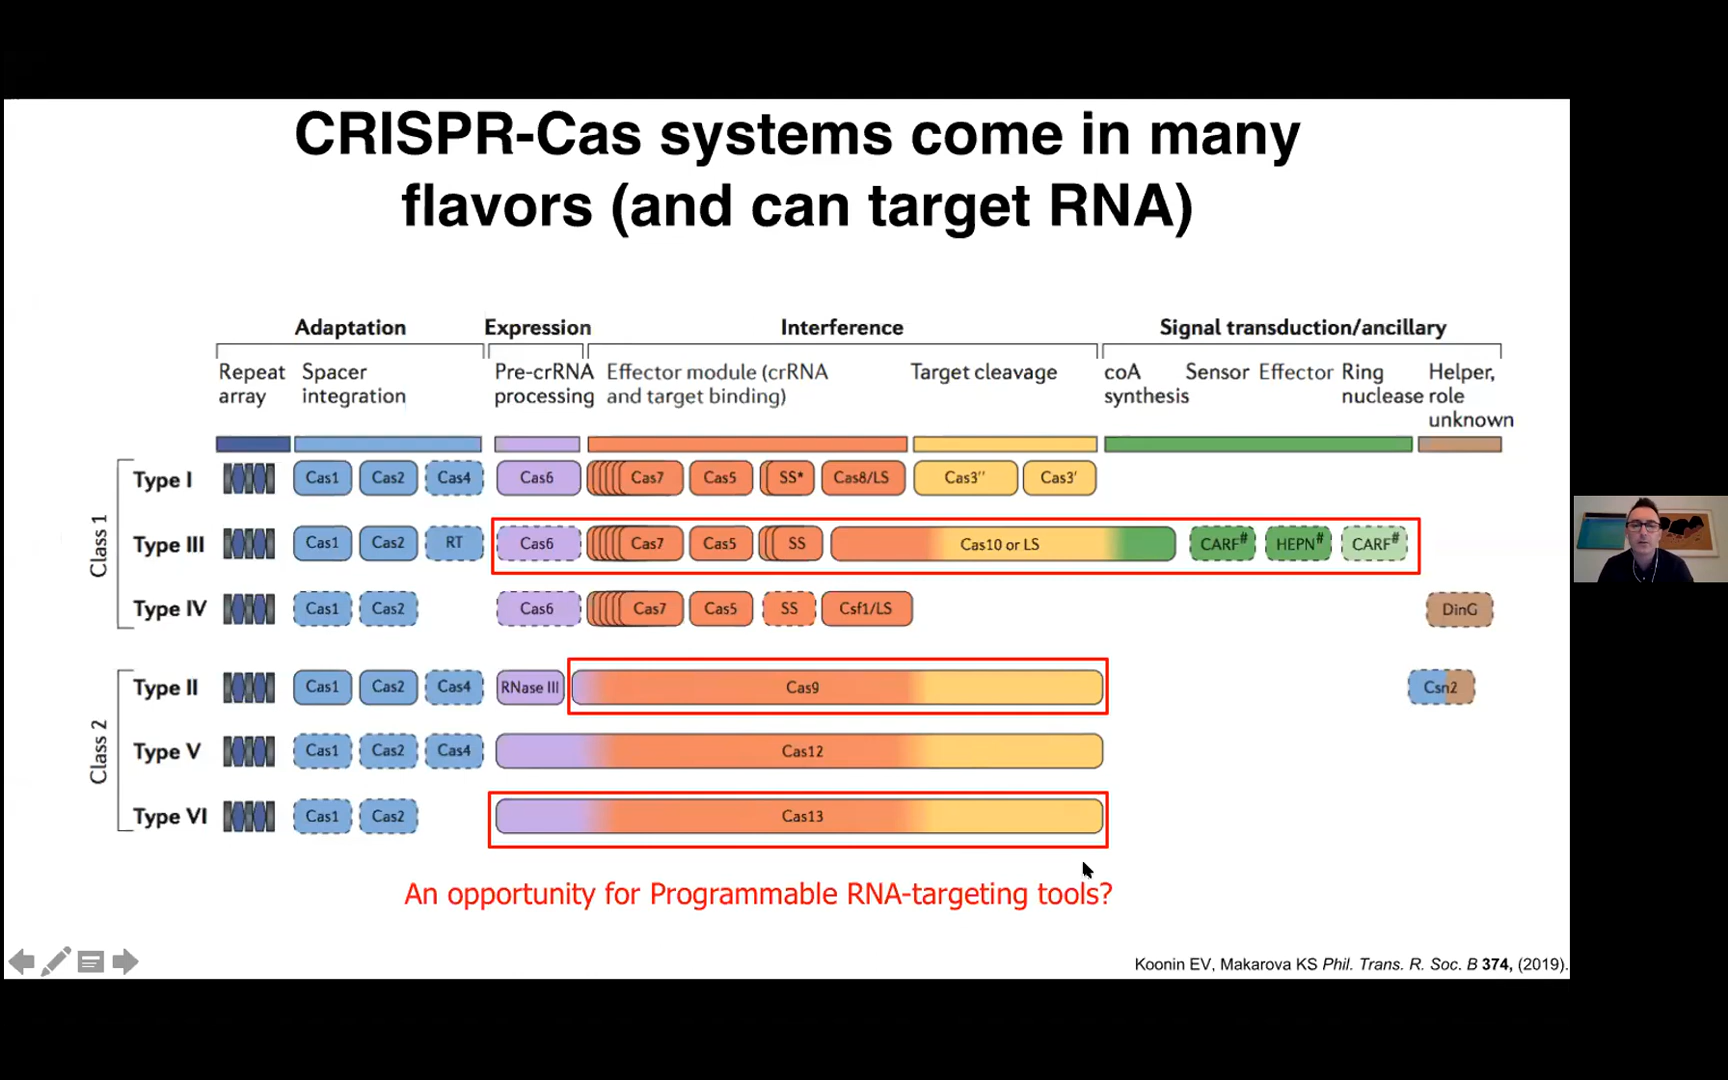 CRISPR-Cas systems come in many
flavors (and can target RNA)
Adaptation Expression Interference Signal transduction/ancillary
Repeat array Spacer integration Pre-crRNA processing Effector module (crRNA and target binding) Target cleavage coA synthesis Sensor Effector Ring nuclease Helper, role unknown
Class 1
Type I Cas1 Cas2 Cas4 Cas6 Cas7 Cas5 SS* Cas8/LS Cas3′′ Cas3′
Type III Cas1 Cas2 RT Cas6 Cas7 Cas5 SS Cas10 or LS CARF# HEPN# CARF#
Type IV Cas1 Cas2 Cas6 Cas7 Cas5 SS Csf1/LS DinG
Class 2
Type II Cas1 Cas2 Cas4 RNase III Cas9 Csn2
Type V Cas1 Cas2 Cas4 Cas12
Type VI Cas1 Cas2 Cas13
An opportunity for Programmable RNA-targeting tools?
Koonin EV, Makarova KS Phil. Trans. R. Soc. B 374, (2019).